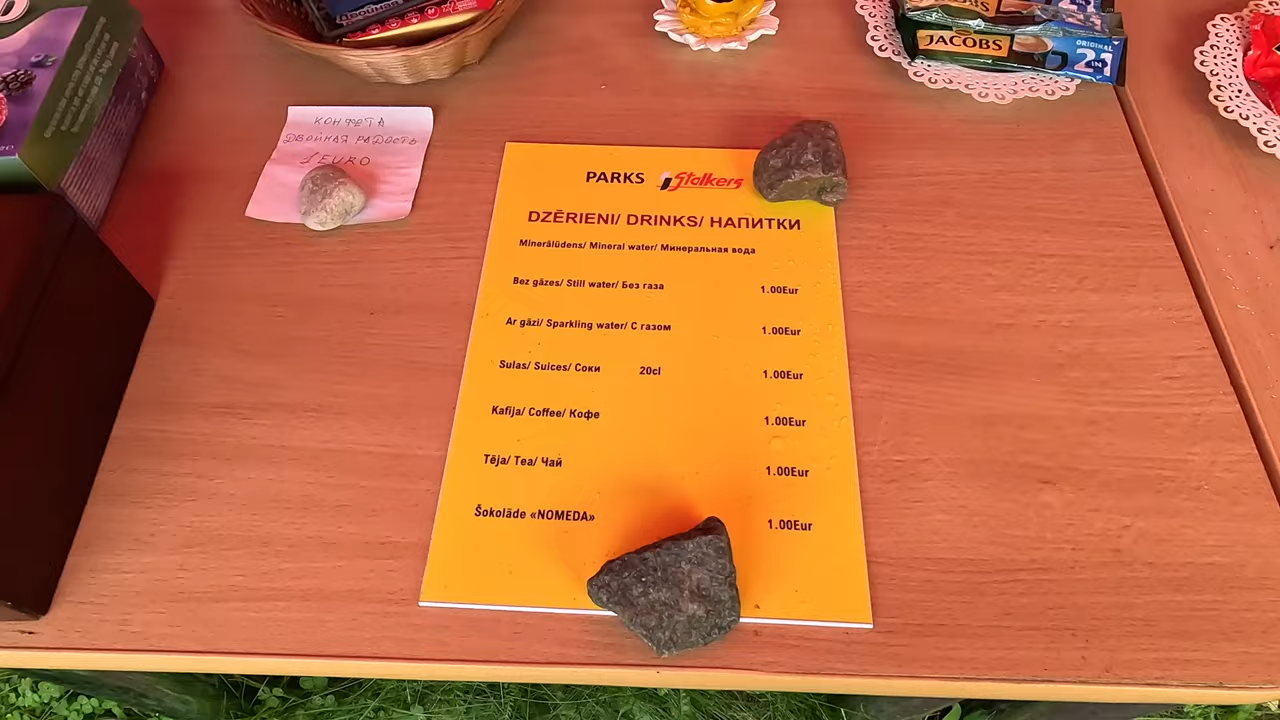 Двойная
JACOBS
ORIGINAL
2in1
КОНФЕТА
ДВОЙНАЯ РАДОСТЬ
1 EURO
PARKS Stalkers
DZĒRIENI/ DRINKS/ НАПИТКИ
Minerālūdens/ Mineral water/ Минеральная вода
Bez gāzes/ Still water/ Без газа 1.00Eur
Ar gāzi/ Sparkling water/ С газом 1.00Eur
Sulas/ Suices/ Соки 20cl 1.00Eur
Kafija/ Coffee/ Кофе 1.00Eur
Tēja/ Tea/ Чай 1.00Eur
Šokolāde «NOMEDA» 1.00Eur